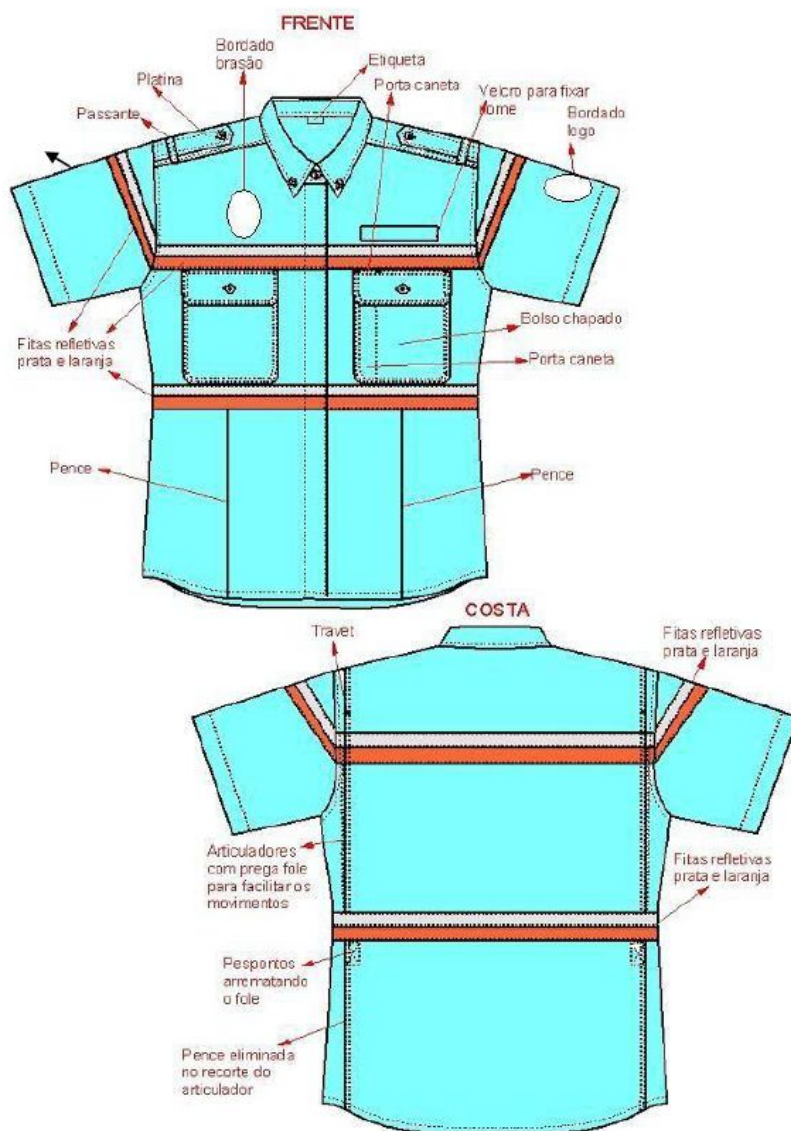 FRENTE
Bordado
brasão
Etiqueta
Platina
Porta caneta
Velcro para fixar
nome
Passante
Bordado
logo
Fitas refletivas
prata e laranja
Bolso chapado
Porta caneta
Pence
Pence
COSTA
Travet
Fitas refletivas
prata e laranja
Articuladores
com prega fole
para facilitar os
movimentos
Fitas refletivas
prata e laranja
Pespontos
arrematando
o fole
Pence eliminada
no recorte do
articulador